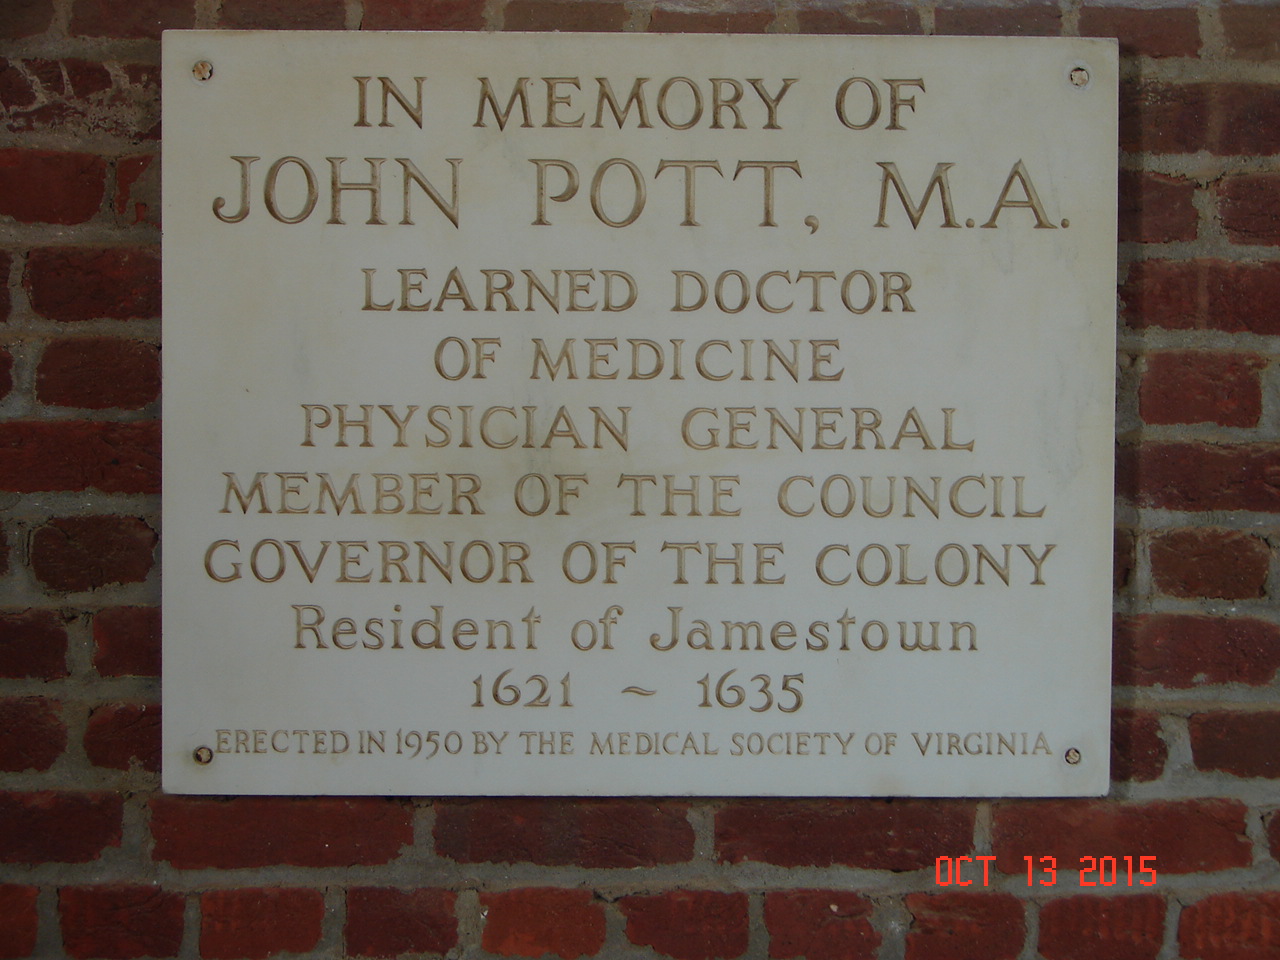 IN MEMORY OF
JOHN POTT, M.A.
LEARNED DOCTOR
OF MEDICINE
PHYSICIAN GENERAL
MEMBER OF THE COUNCIL
GOVERNOR OF THE COLONY
Resident of Jamestown
1621 ~ 1635
ERECTED IN 1950 BY THE MEDICAL SOCIETY OF VIRGINIA
OCT 13 2015